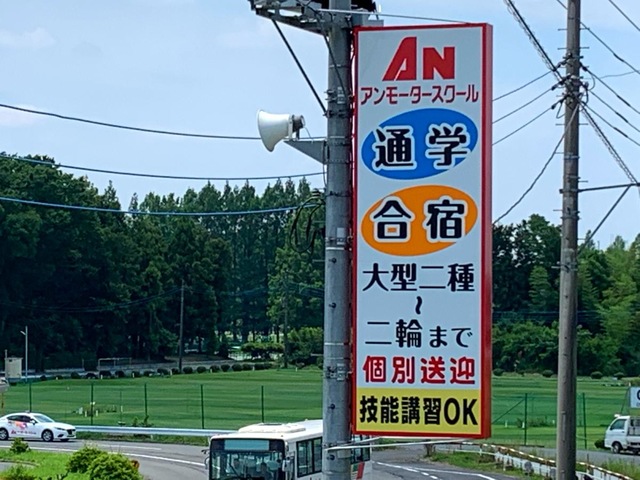 AN
アンモータースクール
通学
合宿
大型二種
~
二輪まで
個別送迎
技能講習OK